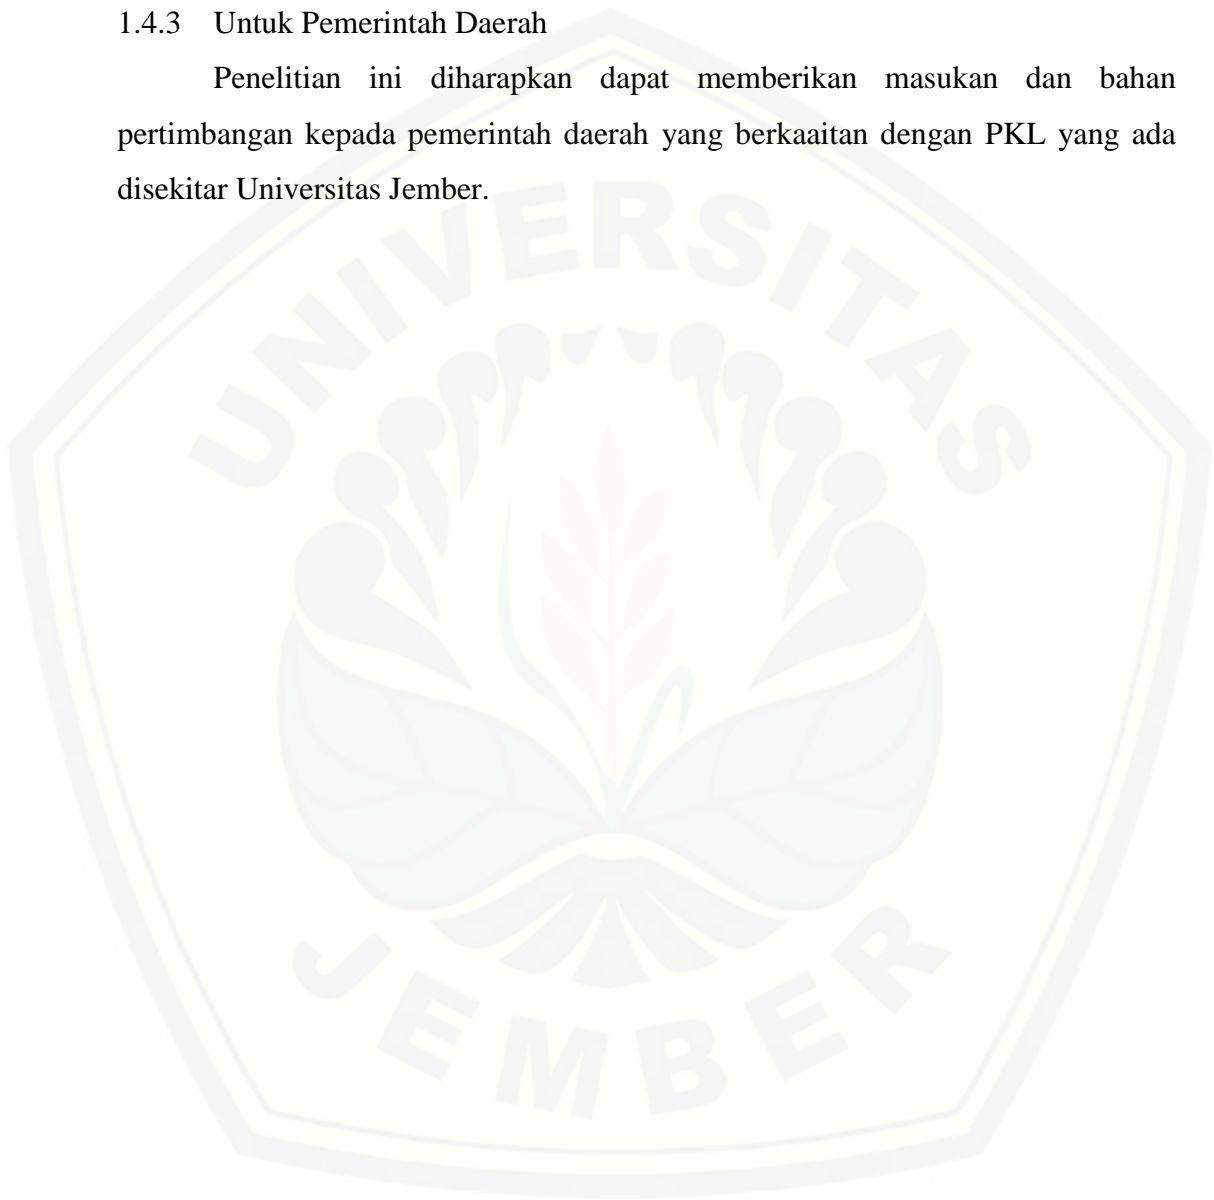 1.4.3 Untuk Pemerintah Daerah
Penelitian ini diharapkan dapat memberikan masukan dan bahan
pertimbangan kepada pemerintah daerah yang berkaaitan dengan PKL yang ada
disekitar Universitas Jember.
UNIVERSITAS
JEMBER